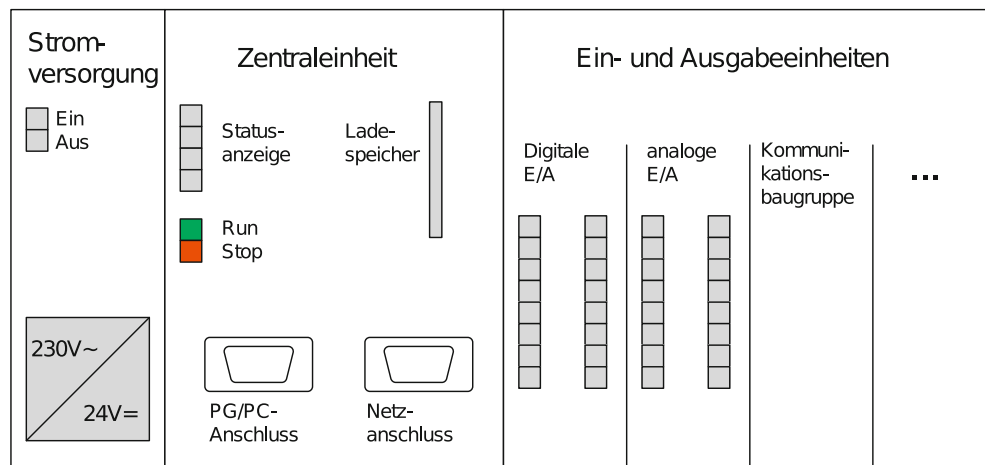 Strom-
versorgung
Ein
Aus
230V~
24V=
Zentraleinheit
Status-
anzeige
Lade-
speicher
Run
Stop
PG/PC-
Anschluss
Netz-
anschluss
Ein- und Ausgabeeinheiten
Digitale
E/A
analoge
E/A
Kommuni-
kations-
baugruppe
...